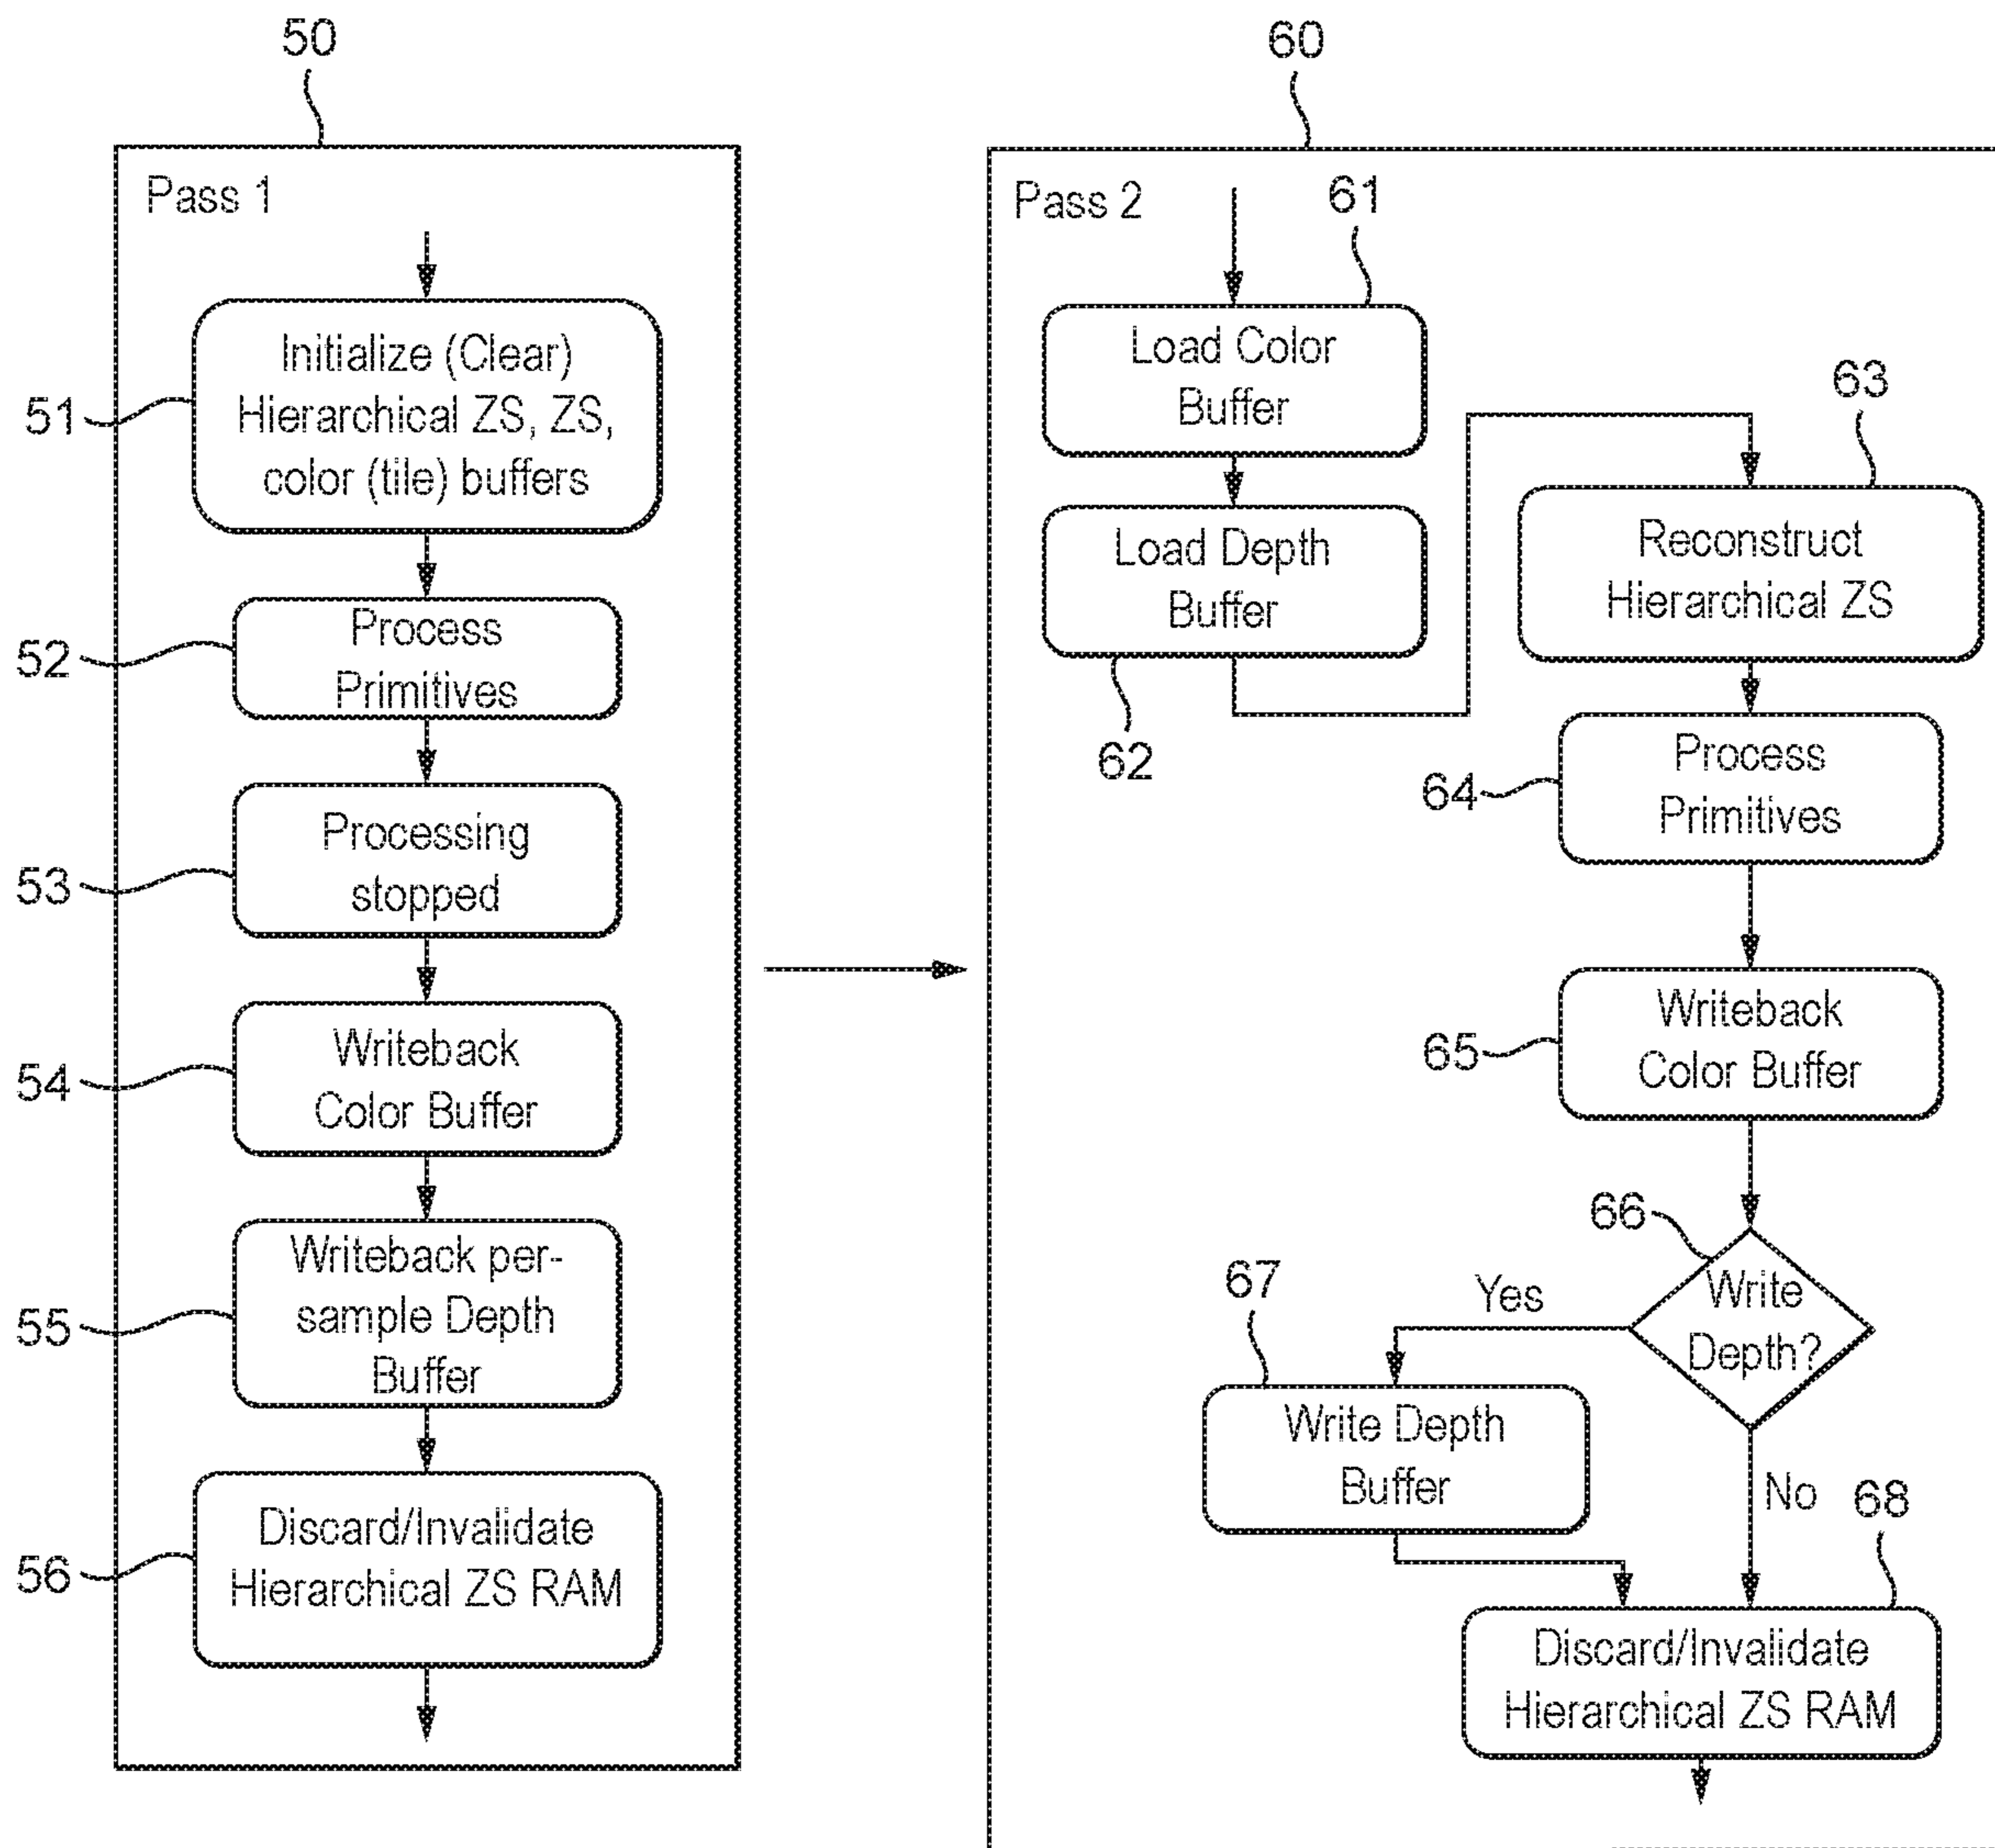 50
Pass 1
51
Initialize (Clear)
Hierarchical ZS, ZS,
color (tile) buffers
52
Process
Primitives
53
Processing
stopped
54
Writeback
Color Buffer
55
Writeback per-
sample Depth
Buffer
56
Discard/Invalidate
Hierarchical ZS RAM
60
Pass 2
61
Load Color
Buffer
Load Depth
Buffer
62
63
Reconstruct
Hierarchical ZS
64
Process
Primitives
65
Writeback
Color Buffer
66
Write
Depth?
Yes
67
Write Depth
Buffer
No
68
Discard/Invalidate
Hierarchical ZS RAM